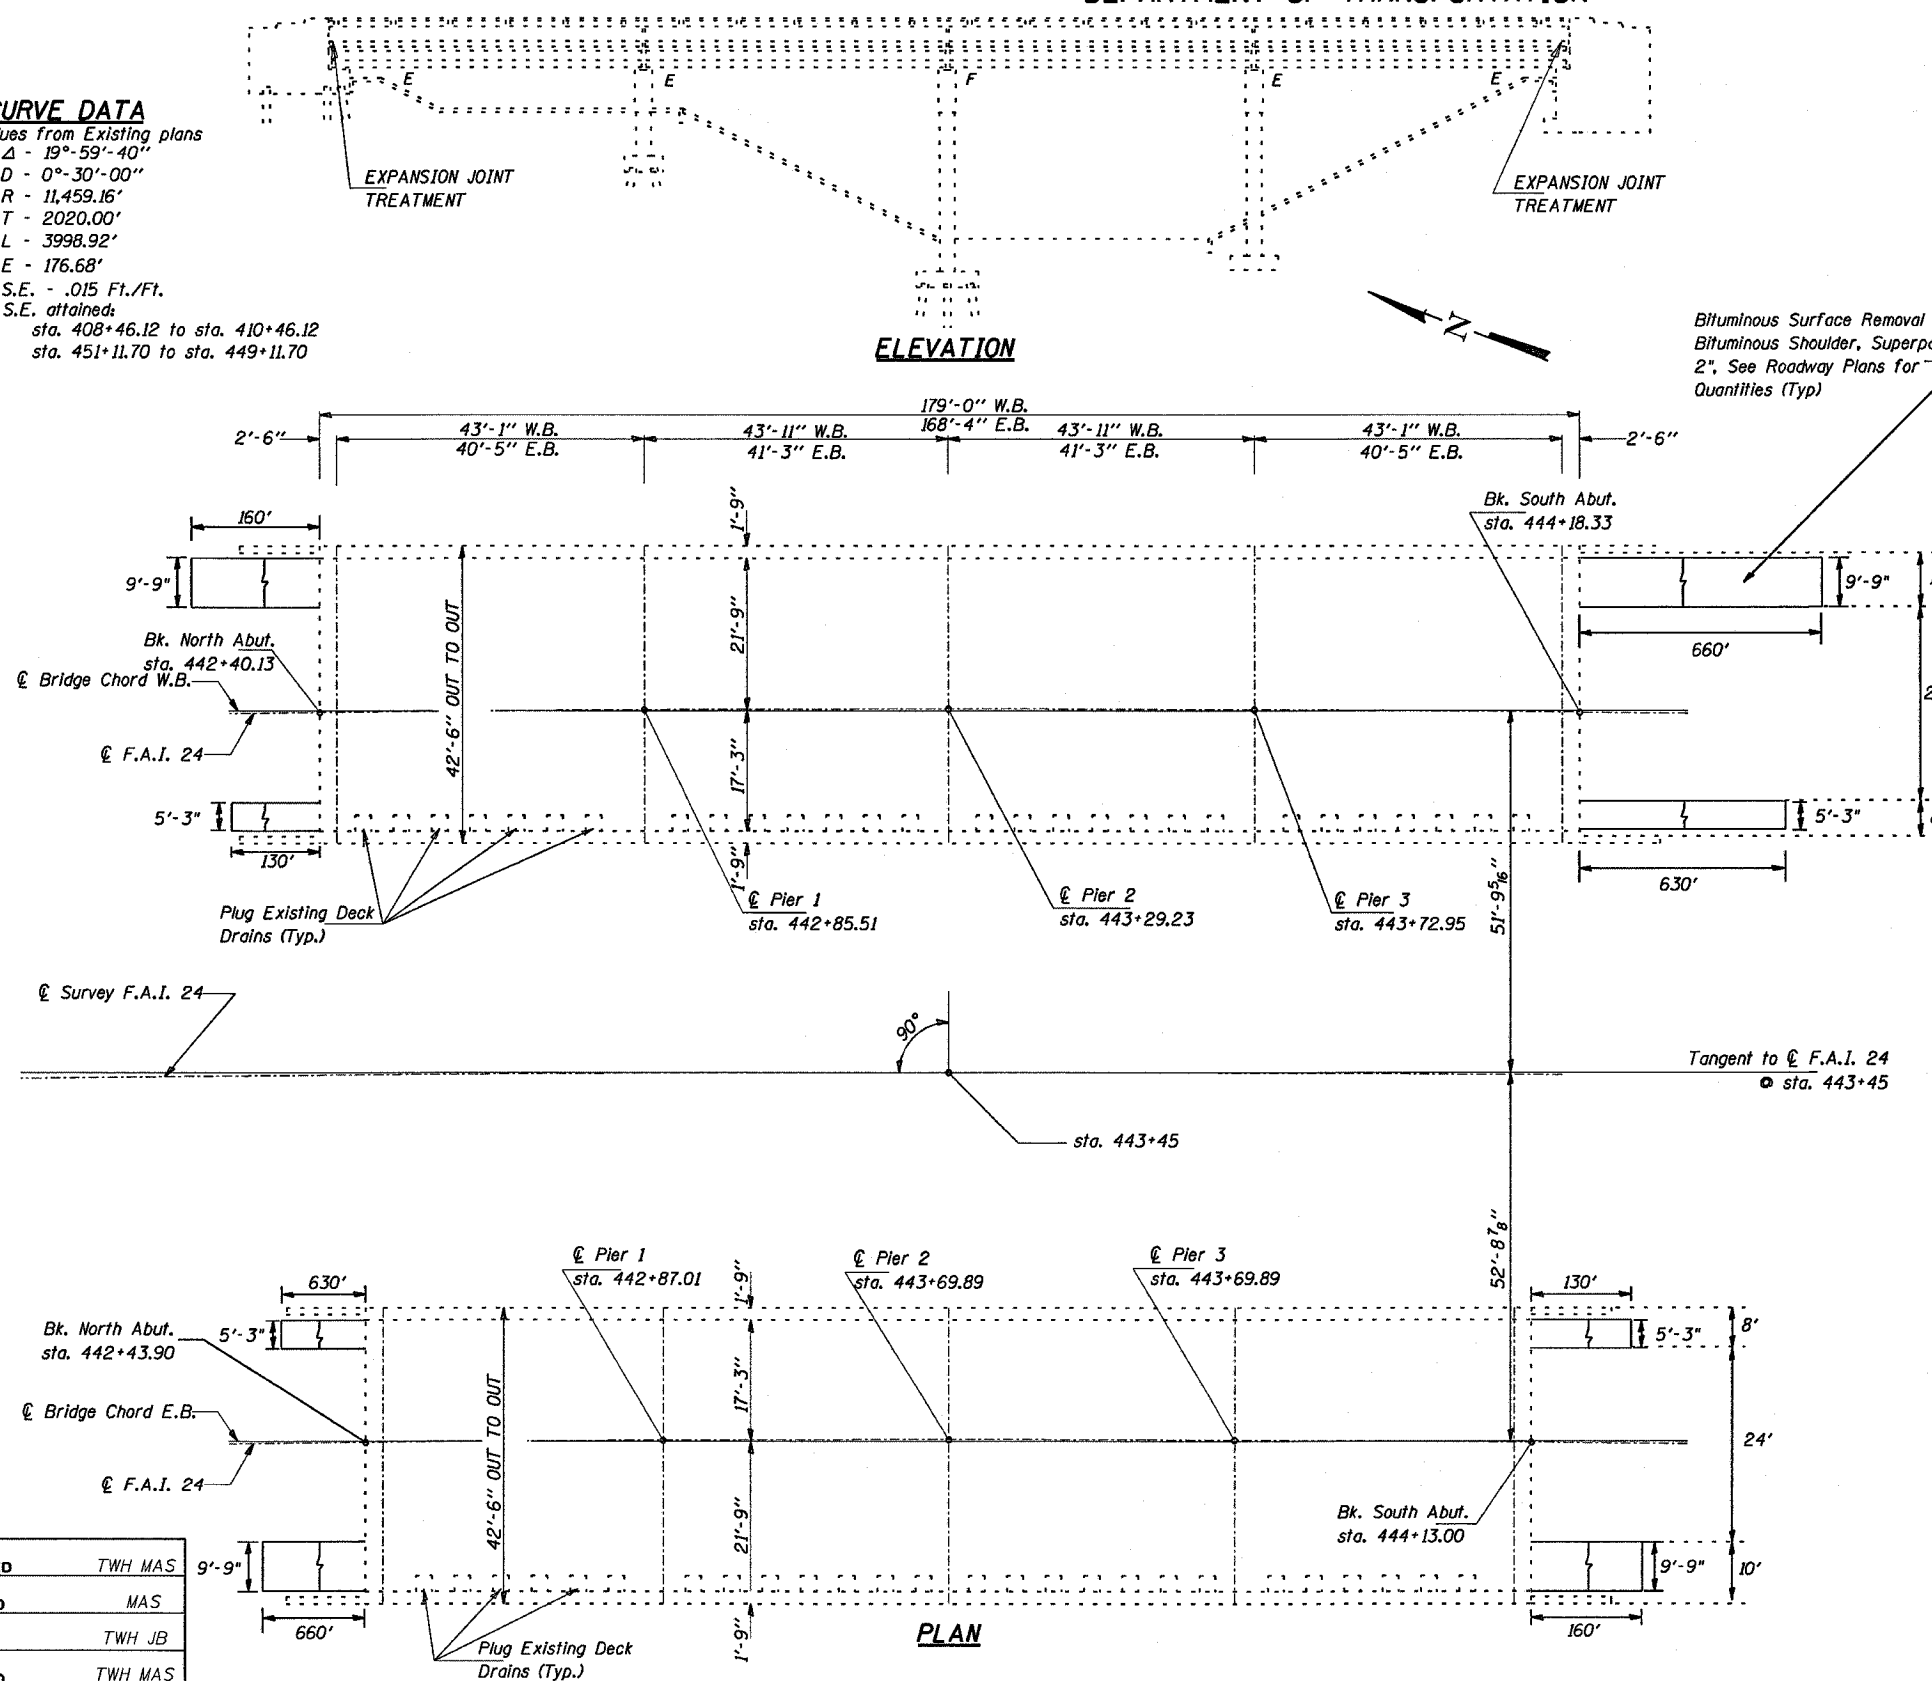 E
E
F
E
E
EXPANSION JOINT
TREATMENT
EXPANSION JOINT
TREATMENT
DATA
from Existing plans
Δ - 19°-59'-40"
D - 0°-30'-00"
R - 11,459.16'
T - 2020.00'
L - 3998.92'
E - 176.68'
S.E. - .015 Ft./Ft.
S.E. attained:
sta. 408+46.12 to sta. 410+46.12
sta. 451+11.70 to sta. 449+11.70
ELEVATION
N
Bituminous Surface Removal
Bituminous Shoulder,
2", See Roadway Plans for
Quantities (Typ)
179'-0" W.B.
168'-4" E.B.
2'-6"
43'-1" W.B.
40'-5" E.B.
43'-11" W.B.
41'-3" E.B.
43'-11" W.B.
41'-3" E.B.
43'-1" W.B.
40'-5" E.B.
2'-6"
160'
9'-9"
1'-9"
21'-9"
17'-3"
1'-9"
42'-6" OUT TO OUT
Bk. South Abut.
sta. 444+18.33
9'-9"
660'
Bk. North Abut.
sta. 442+40.13
℄ Bridge Chord W.B.
℄ F.A.I. 24
5'-3"
130'
5'-3"
630'
Plug Existing Deck
Drains (Typ.)
℄ Pier 1
sta. 442+85.51
℄ Pier 2
sta. 443+29.23
℄ Pier 3
sta. 443+72.95
51'-9 5/16"
℄ Survey F.A.I. 24
90°
Tangent to ℄ F.A.I. 24
@ sta. 443+45
sta. 443+45
52'-8 7/8"
℄ Pier 1
sta. 442+87.01
℄ Pier 2
sta. 443+69.89
℄ Pier 3
sta. 443+69.89
630'
5'-3"
1'-9"
17'-3"
21'-9"
1'-9"
42'-6" OUT TO OUT
130'
5'-3"
8'
24'
10'
Bk. North Abut.
sta. 442+43.90
℄ Bridge Chord E.B.
℄ F.A.I. 24
Bk. South Abut.
sta. 444+13.00
9'-9"
660'
9'-9"
160'
Plug Existing Deck
Drains (Typ.)
PLAN
TWH MAS
MAS
TWH JB
TWH MAS